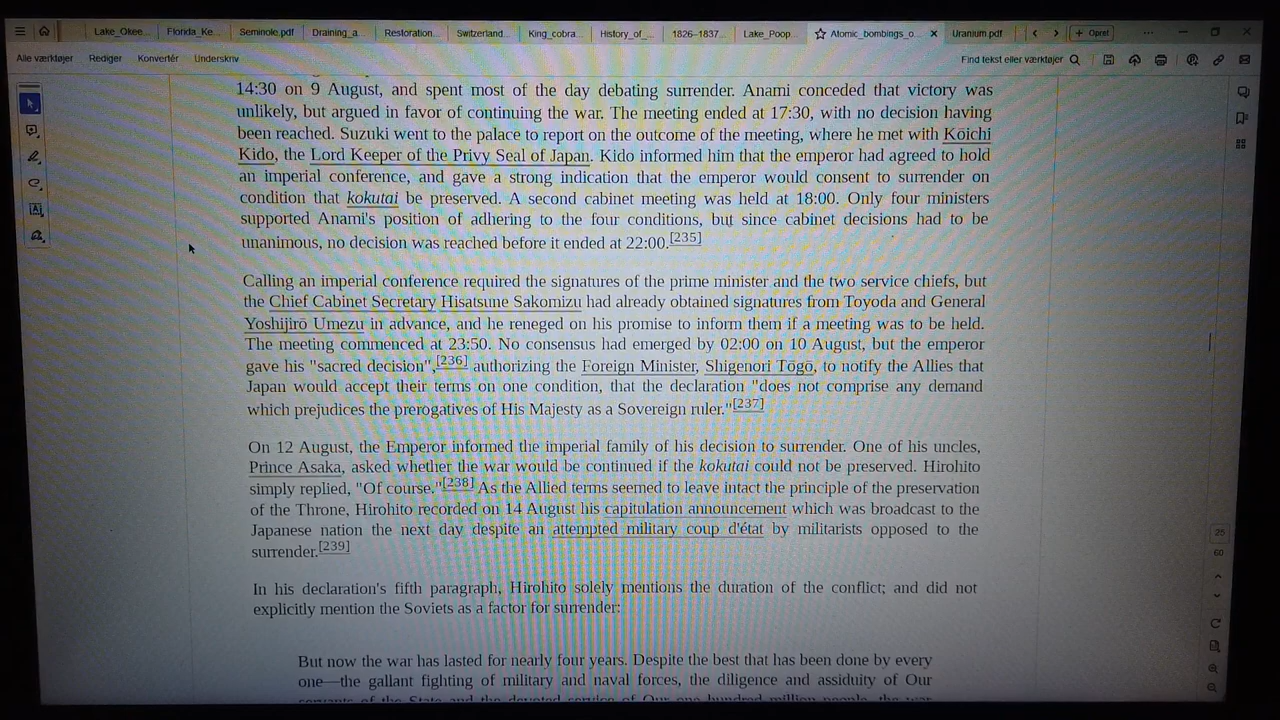 Lake_Okee...
Florida_Ke...
Seminole.pdf
Draining_a...
Restoration...
Switzerland...
King_cobra...
History_of_...
1826–1837...
Lake_Poop...
Atomic_bombings_o...
Uranium.pdf
+ Opret
Alle værktøjer
Rediger
Konvertér
Underskriv
Find tekst eller værktøjer
14:30 on 9 August, and spent most of the day debating surrender. Anami conceded that victory was
unlikely, but argued in favor of continuing the war. The meeting ended at 17:30, with no decision having
been reached. Suzuki went to the palace to report on the outcome of the meeting, where he met with Kōichi
Kido, the Lord Keeper of the Privy Seal of Japan. Kido informed him that the emperor had agreed to hold
an imperial conference, and gave a strong indication that the emperor would consent to surrender on
condition that kokutai be preserved. A second cabinet meeting was held at 18:00. Only four ministers
supported Anami's position of adhering to the four conditions, but since cabinet decisions had to be
unanimous, no decision was reached before it ended at 22:00.[235]
Calling an imperial conference required the signatures of the prime minister and the two service chiefs, but
the Chief Cabinet Secretary Hisatsune Sakomizu had already obtained signatures from Toyoda and General
Yoshijirō Umezu in advance, and he reneged on his promise to inform them if a meeting was to be held.
The meeting commenced at 23:50. No consensus had emerged by 02:00 on 10 August, but the emperor
gave his "sacred decision",[236] authorizing the Foreign Minister, Shigenori Tōgō, to notify the Allies that
Japan would accept their terms on one condition, that the declaration "does not comprise any demand
which prejudices the prerogatives of His Majesty as a Sovereign ruler."[237]
On 12 August, the Emperor informed the imperial family of his decision to surrender. One of his uncles,
Prince Asaka, asked whether the war would be continued if the kokutai could not be preserved. Hirohito
simply replied, "Of course."[238] As the Allied terms seemed to leave intact the principle of the preservation
of the Throne, Hirohito recorded on 14 August his capitulation announcement which was broadcast to the
Japanese nation the next day despite an attempted military coup d'état by militarists opposed to the
surrender.[239]
In his declaration's fifth paragraph, Hirohito solely mentions the duration of the conflict; and did not
explicitly mention the Soviets as a factor for surrender:
But now the war has lasted for nearly four years. Despite the best that has been done by every
one—the gallant fighting of military and naval forces, the diligence and assiduity of Our
servants of the State and the devoted service of Our one hundred million people, the war
25
60